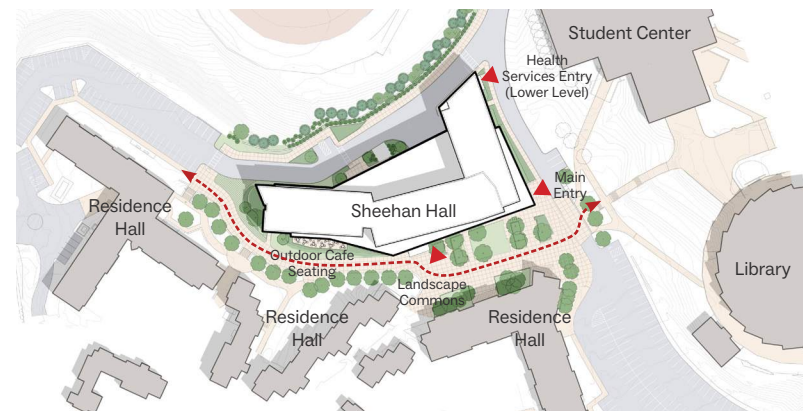 Student Center
Health
Services Entry
(Lower Level)
Main
Entry
Residence
Hall
Sheehan Hall
Outdoor Cafe
Seating
Landscape
Commons
Library
Residence
Hall
Residence
Hall